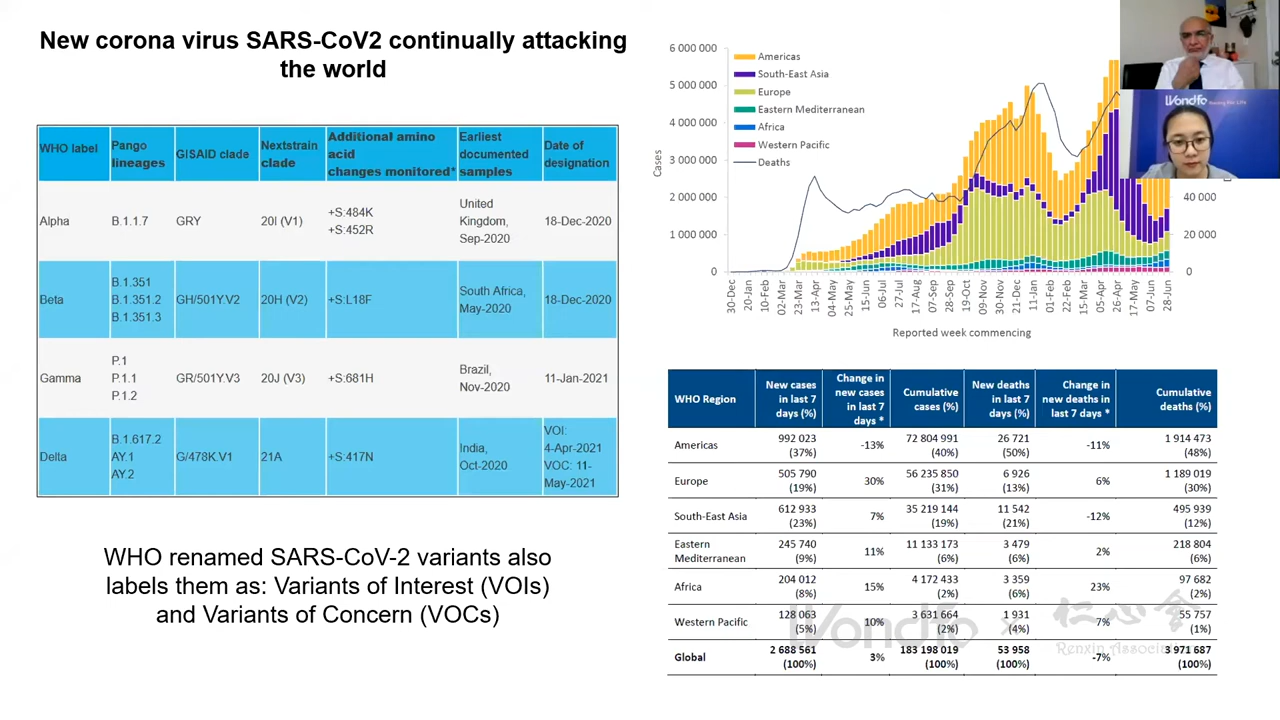 New corona virus SARS-CoV2 continually attacking
the world
WHO label
Pango
lineages
GISAID clade
Nextstrain
clade
Additional amino
acid
changes monitored*
Earliest
documented
samples
Date of
designation
Alpha
B.1.1.7
GRY
20I (V1)
+S:484K
+S:452R
United
Kingdom,
Sep-2020
18-Dec-2020
Beta
B.1.351
B.1.351.2
B.1.351.3
GH/501Y.V2
20H (V2)
+S:L18F
South Africa,
May-2020
18-Dec-2020
Gamma
P.1
P.1.1
P.1.2
GR/501Y.V3
20J (V3)
+S:681H
Brazil,
Nov-2020
11-Jan-2021
Delta
B.1.617.2
AY.1
AY.2
G/478K.V1
21A
+S:417N
India,
Oct-2020
VOI:
4-Apr-2021
VOC: 11-
May-2021
WHO renamed SARS-CoV-2 variants also
labels them as: Variants of Interest (VOIs)
and Variants of Concern (VOCs)
6 000 000
5 000 000
4 000 000
3 000 000
2 000 000
1 000 000
0
Cases
Americas
South-East Asia
Europe
Eastern Mediterranean
Africa
Western Pacific
Deaths
40 000
20 000
0
30-Dec
20-Jan
10-Feb
02-Mar
23-Mar
13-Apr
04-May
25-May
15-Jun
06-Jul
27-Jul
17-Aug
07-Sep
28-Sep
19-Oct
09-Nov
30-Nov
21-Dec
11-Jan
01-Feb
22-Feb
15-Mar
05-Apr
26-Apr
17-May
07-Jun
28-Jun
Reported week commencing
Wondfo
WHO Region
New cases
in last 7
days (%)
Change in
new cases
in last 7
days *
Cumulative
cases (%)
New deaths
in last 7
days (%)
Change in
new deaths in
last 7 days *
Cumulative
deaths (%)
Americas
992 023
(37%)
-13%
72 804 991
(40%)
26 721
(50%)
-11%
1 914 473
(48%)
Europe
505 790
(19%)
30%
56 235 850
(31%)
6 926
(13%)
6%
1 189 019
(30%)
South-East Asia
612 933
(23%)
7%
35 219 144
(19%)
11 542
(21%)
-12%
495 939
(12%)
Eastern
Mediterranean
245 740
(9%)
11%
11 133 173
(6%)
3 479
(6%)
2%
218 804
(6%)
Africa
204 012
(8%)
15%
4 172 433
(2%)
3 359
(6%)
23%
97 682
(2%)
Western Pacific
128 063
(5%)
10%
3 631 664
(2%)
1 931
(4%)
7%
55 757
(1%)
Global
2 688 561
(100%)
3%
183 198 019
(100%)
53 958
(100%)
-7%
3 971 687
(100%)
Wondfo x 仁心会
Renxin Association